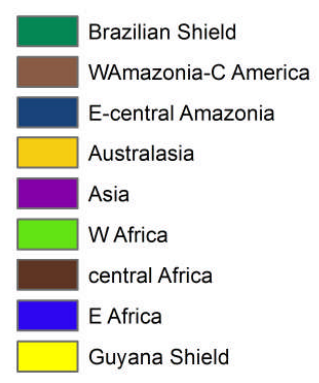 Brazilian Shield
WAmazonia-C America
E-central Amazonia
Australasia
Asia
W Africa
central Africa
E Africa
Guyana Shield